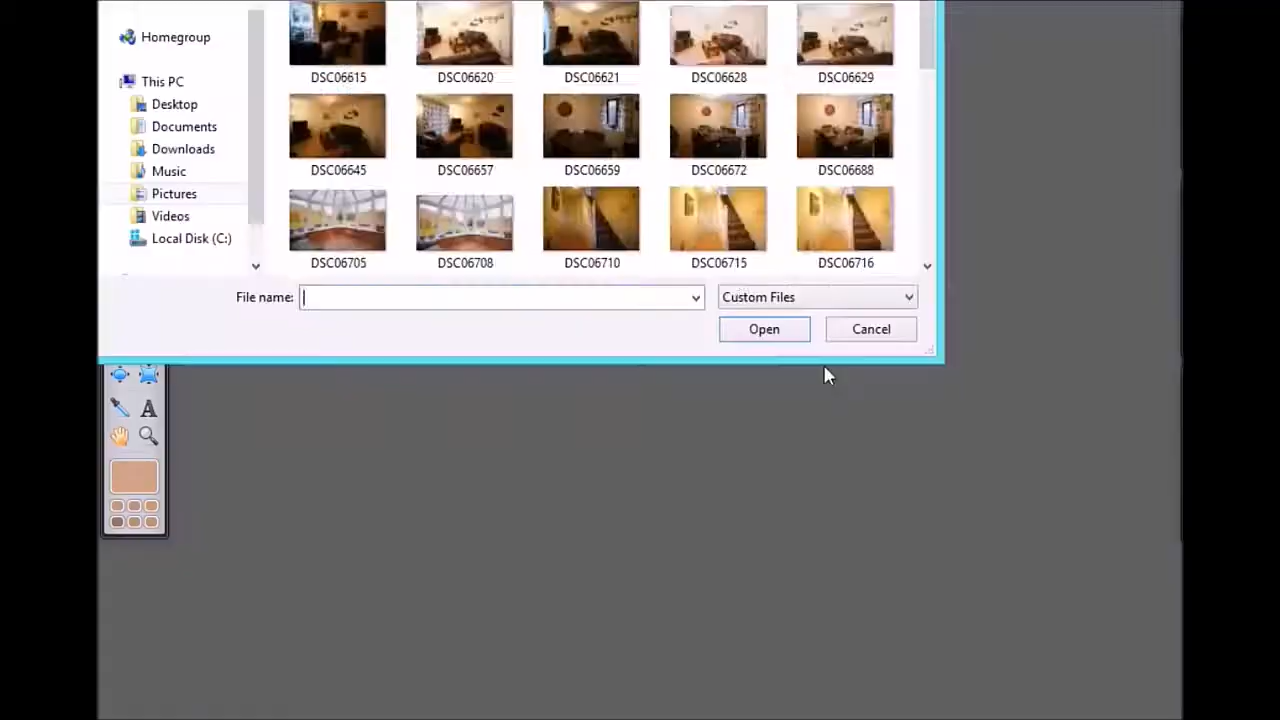 Homegroup
This PC
Desktop
Documents
Downloads
Music
Pictures
Videos
Local Disk (C:)
DSC06615 DSC06620 DSC06621 DSC06628 DSC06629
DSC06645 DSC06657 DSC06659 DSC06672 DSC06688
DSC06705 DSC06708 DSC06710 DSC06715 DSC06716
File name: Custom Files
Open Cancel
A